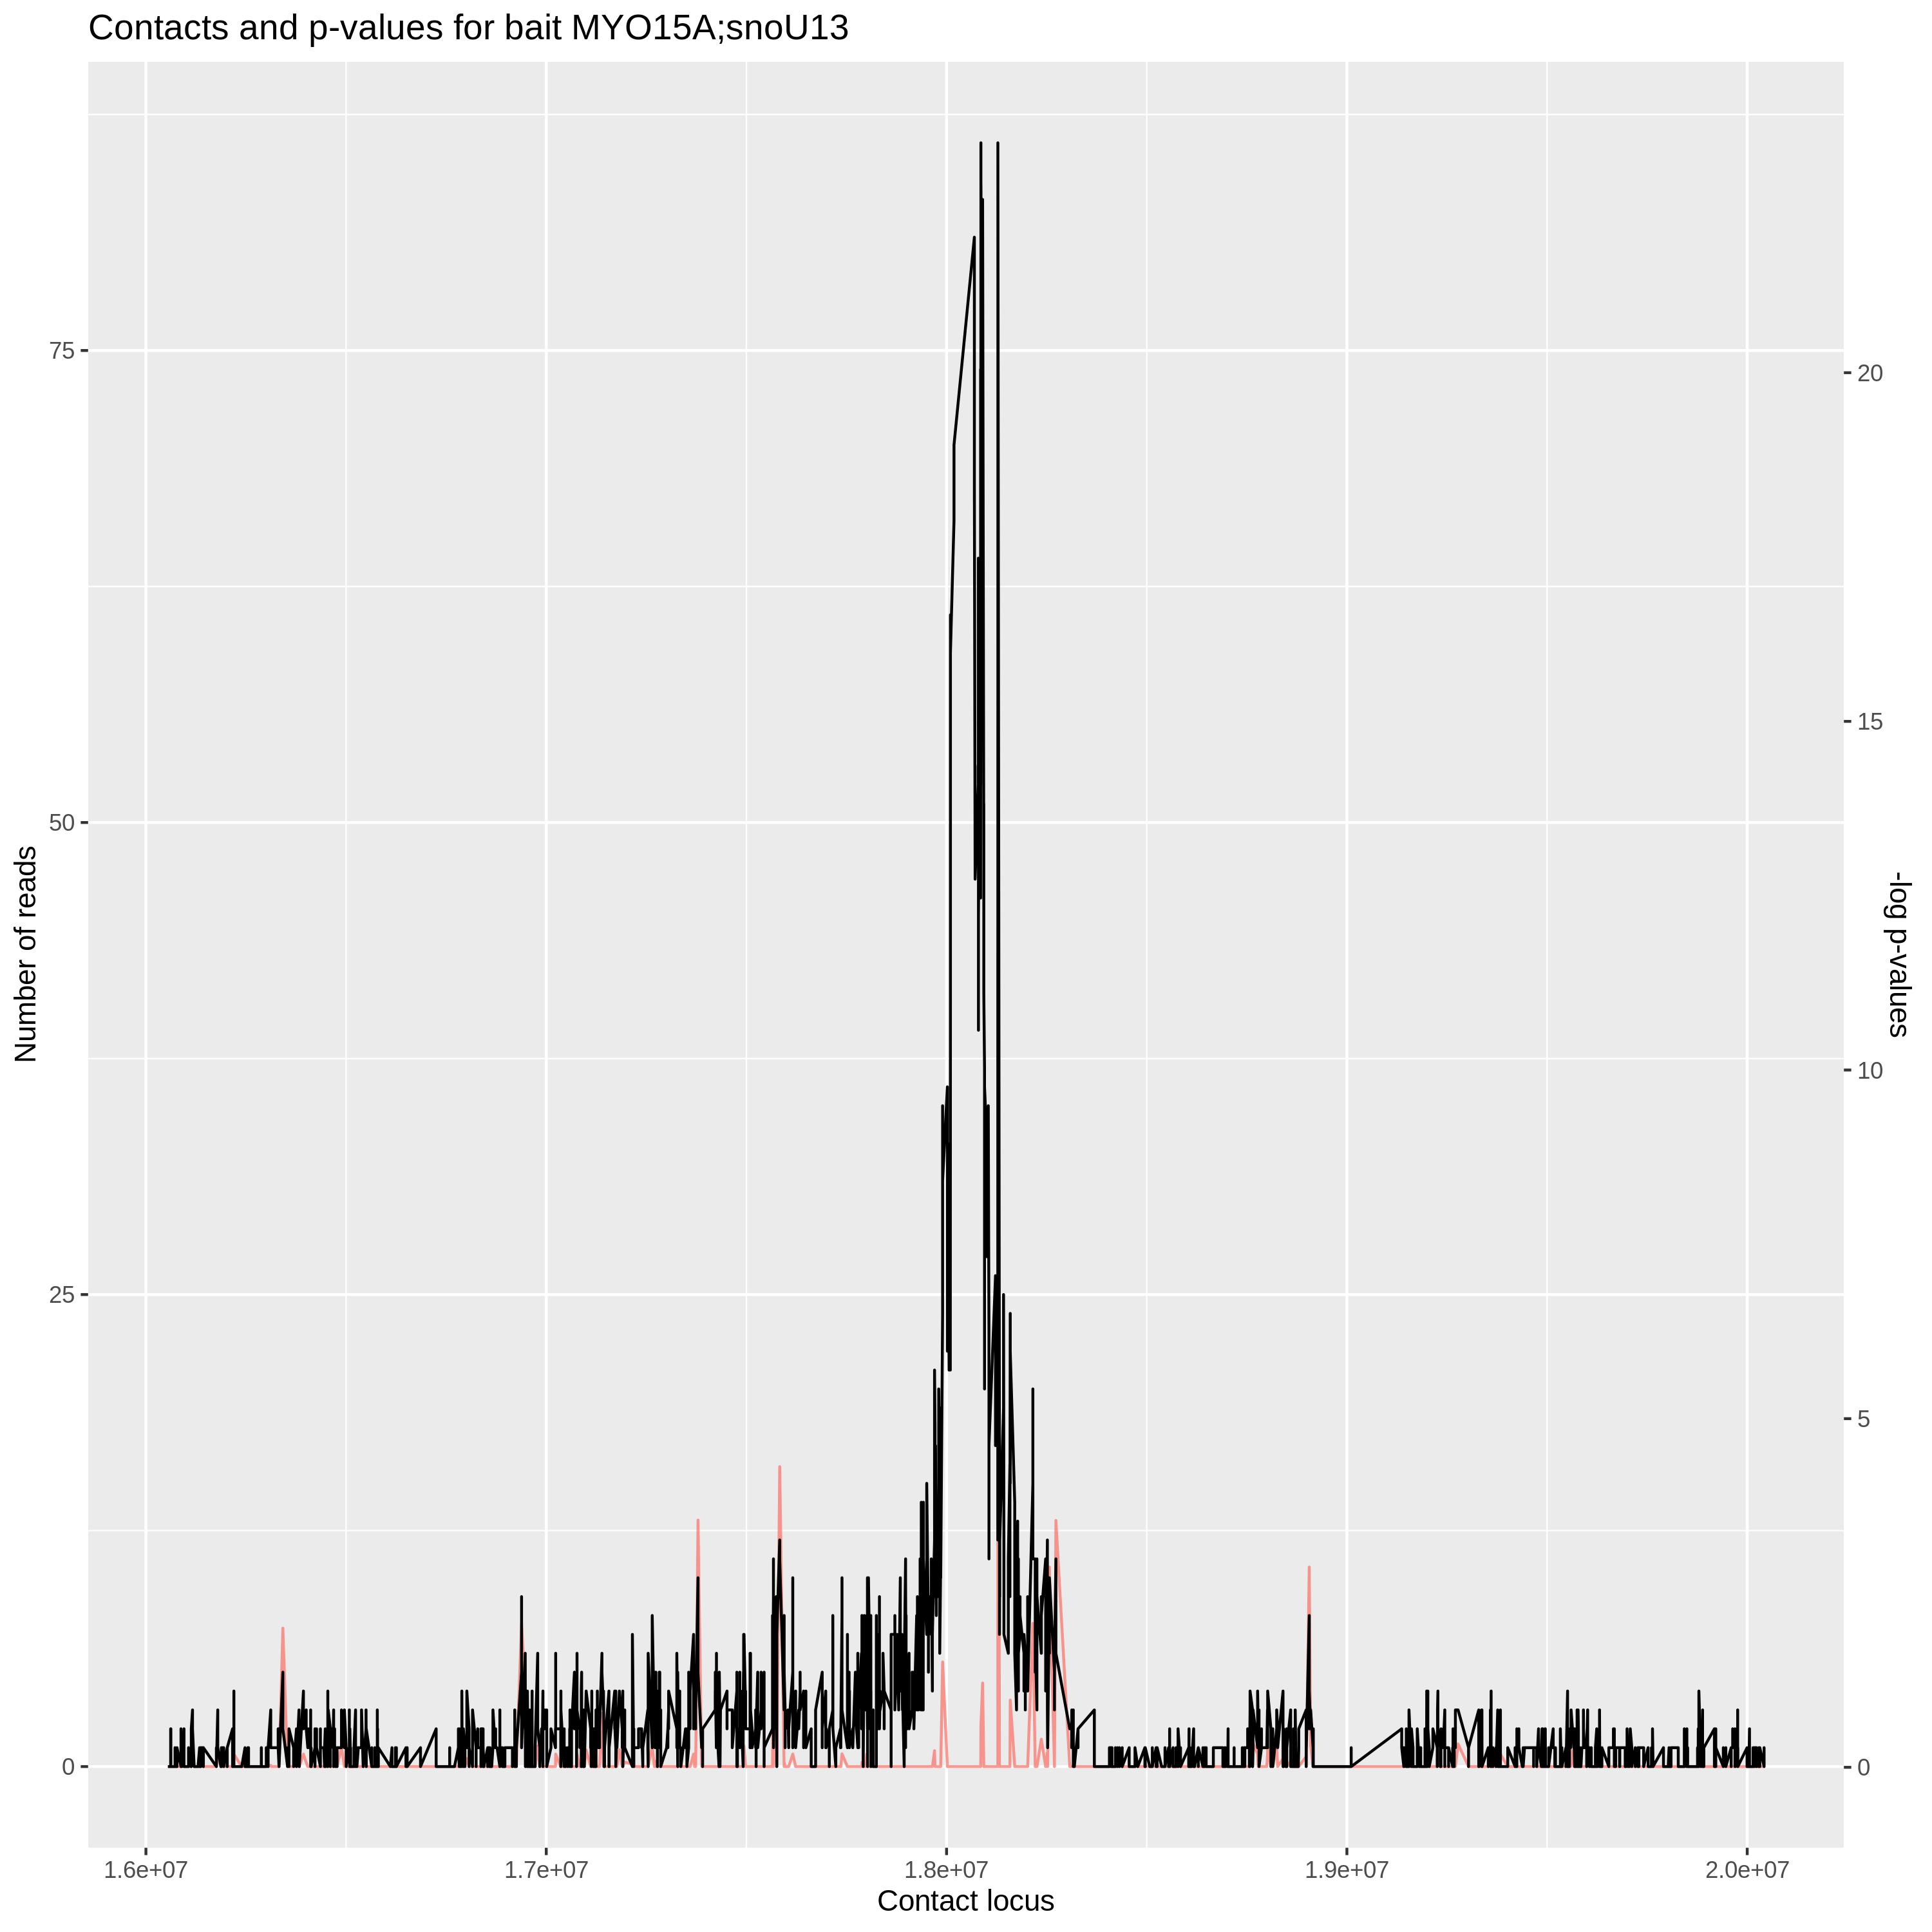 Contacts and p-values for bait MYO15A;snoU13
75
50
25
0
Number of reads
20
15
10
5
0
-log p-values
1.6e+07 1.7e+07 1.8e+07 1.9e+07 2.0e+07
Contact locus